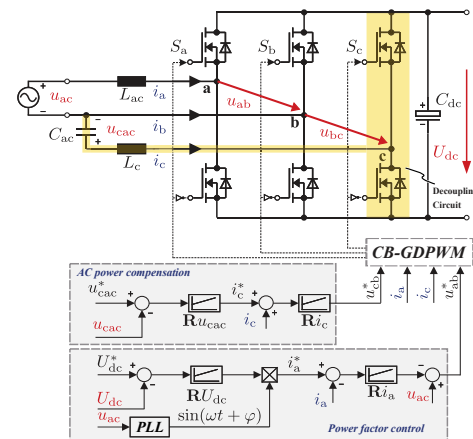 S_a
S_b
S_c
u_ac
L_ac
i_a
a
u_ab
b
u_bc
c
C_dc
U_dc
i_b
C_ac
u_cac
L_c
i_c
Decouplin
Circuit
CB-GDPWM
AC power compensation
u*_cac
u_cac
Ru_cac
i*_c
i_c
Ri_c
u*_cb
i_a
i_c
u*_ab
U*_dc
U_dc
u_ac
PLL
RU_dc
sin(ωt + φ)
i*_a
i_a
Ri_a
u_ac
Power factor control